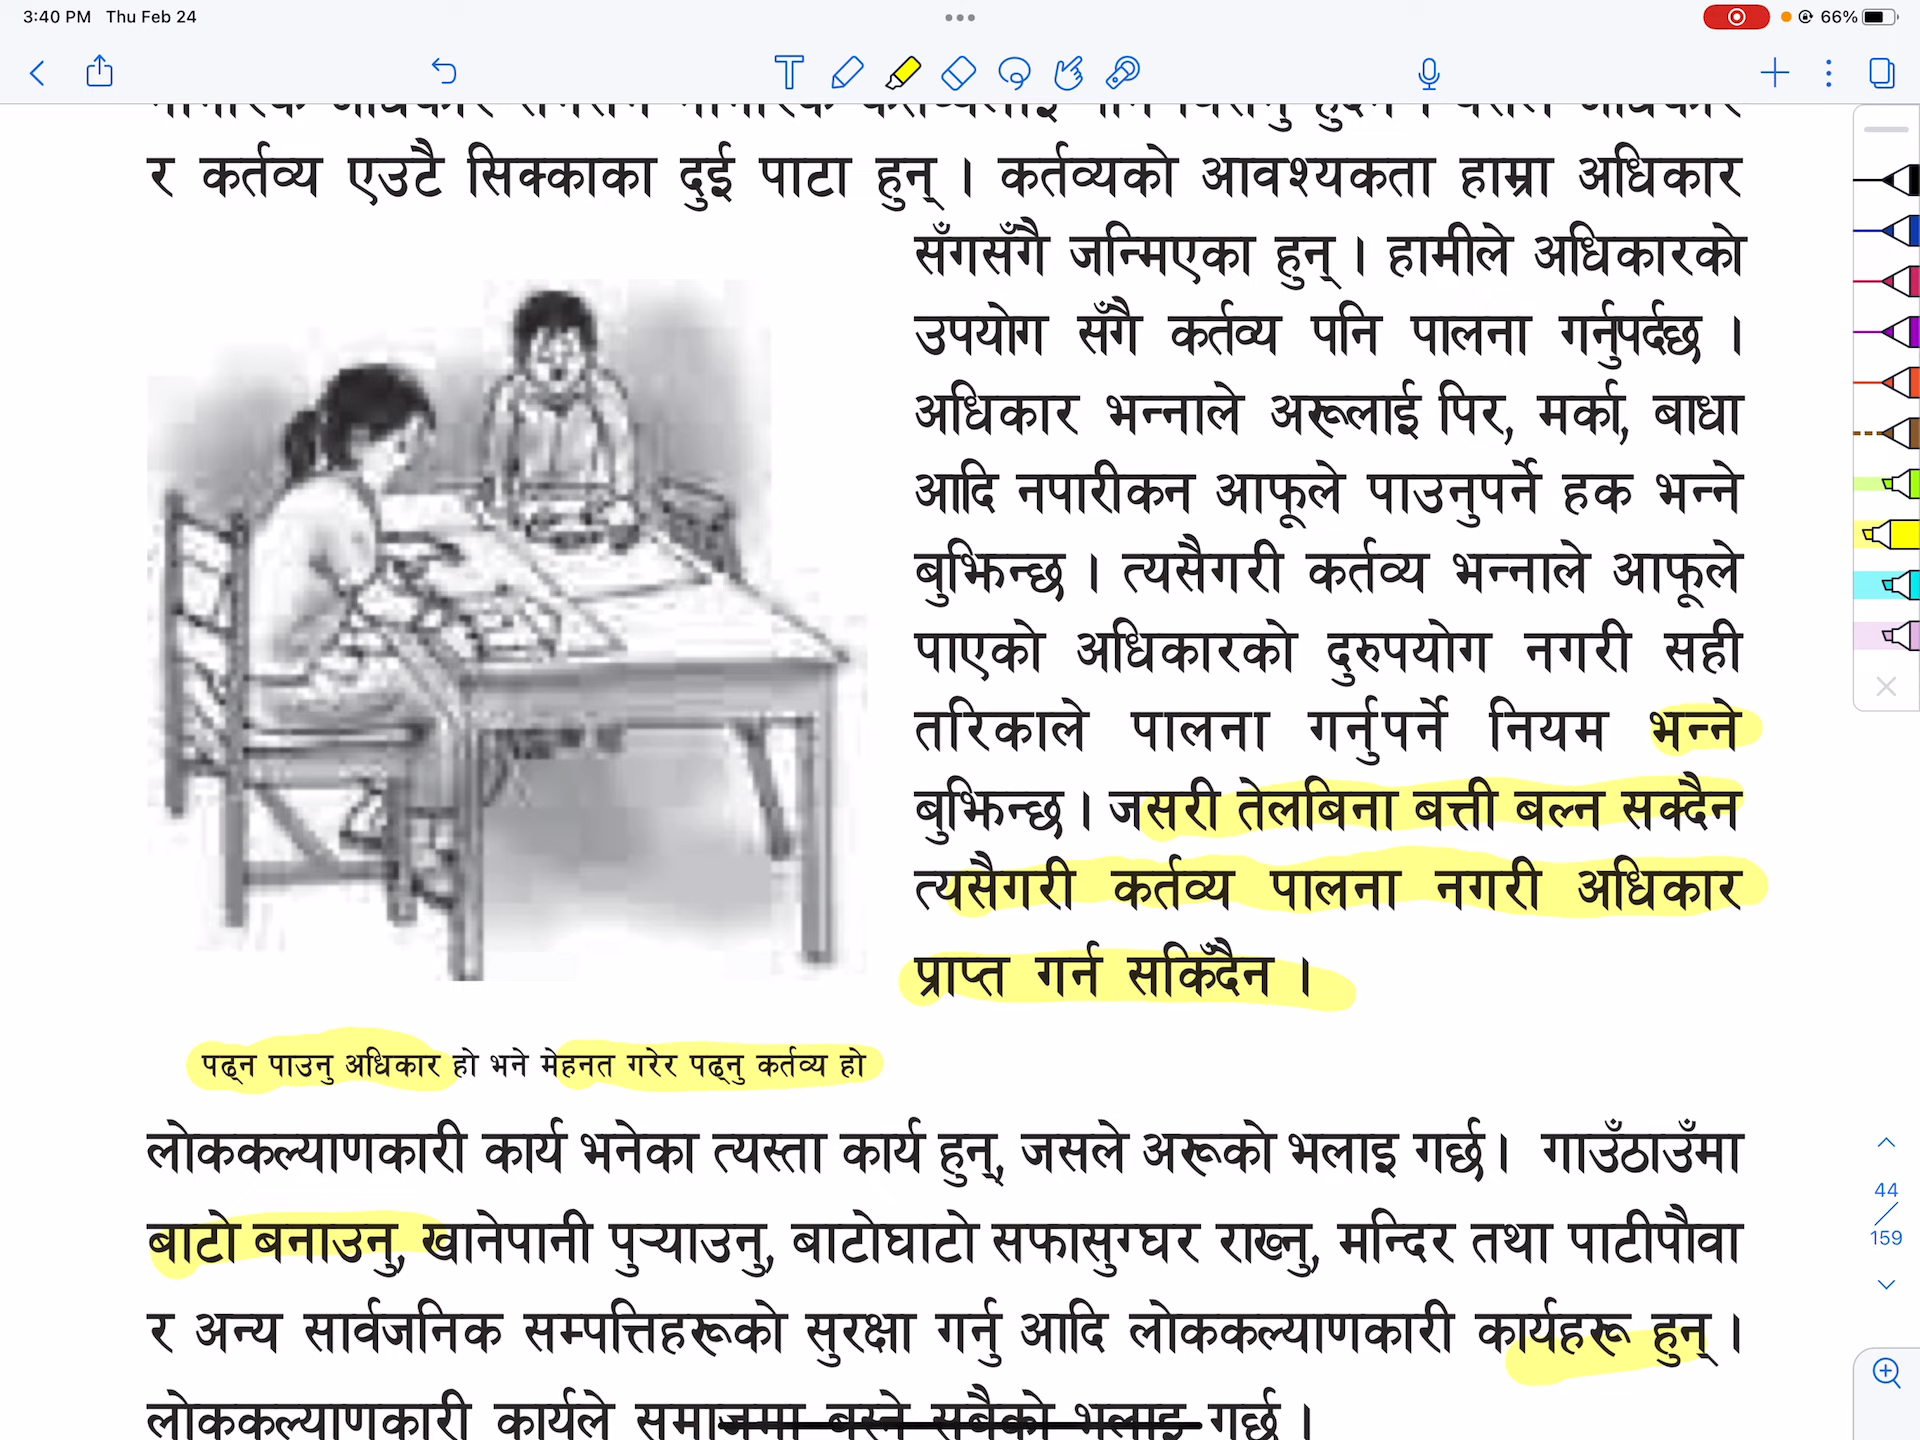 3:40 PM Thu Feb 24
66%
र कर्तव्य एउटै सिक्काका दुई पाटा हुन् । कर्तव्यको आवश्यकता हाम्रा अधिकार
सँगसँगै जन्मिएका हुन् । हामीले अधिकारको
उपयोग सँगै कर्तव्य पनि पालना गर्नुपर्दछ ।
अधिकार भन्नाले अरूलाई पिर, मर्का, बाधा
आदि नपारीकन आफूले पाउनुपर्ने हक भन्ने
बुझिन्छ । त्यसैगरी कर्तव्य भन्नाले आफूले
पाएको अधिकारको दुरुपयोग नगरी सही
तरिकाले पालना गर्नुपर्ने नियम भन्ने
बुझिन्छ । जसरी तेलबिना बत्ती बल्न सक्दैन
त्यसैगरी कर्तव्य पालना नगरी अधिकार
प्राप्त गर्न सकिँदैन ।
पढ्न पाउनु अधिकार हो भने मेहनत गरेर पढ्नु कर्तव्य हो
लोककल्याणकारी कार्य भनेका त्यस्ता कार्य हुन्, जसले अरूको भलाइ गर्छ । गाउँठाउँमा
बाटो बनाउनु, खानेपानी पुऱ्याउनु, बाटोघाटो सफासुग्घर राख्नु, मन्दिर तथा पाटीपौवा
र अन्य सार्वजनिक सम्पत्तिहरूको सुरक्षा गर्नु आदि लोककल्याणकारी कार्यहरू हुन् ।
लोककल्याणकारी कार्यले समाजमा बस्ने सबैको भलाइ गर्छ ।
44
159